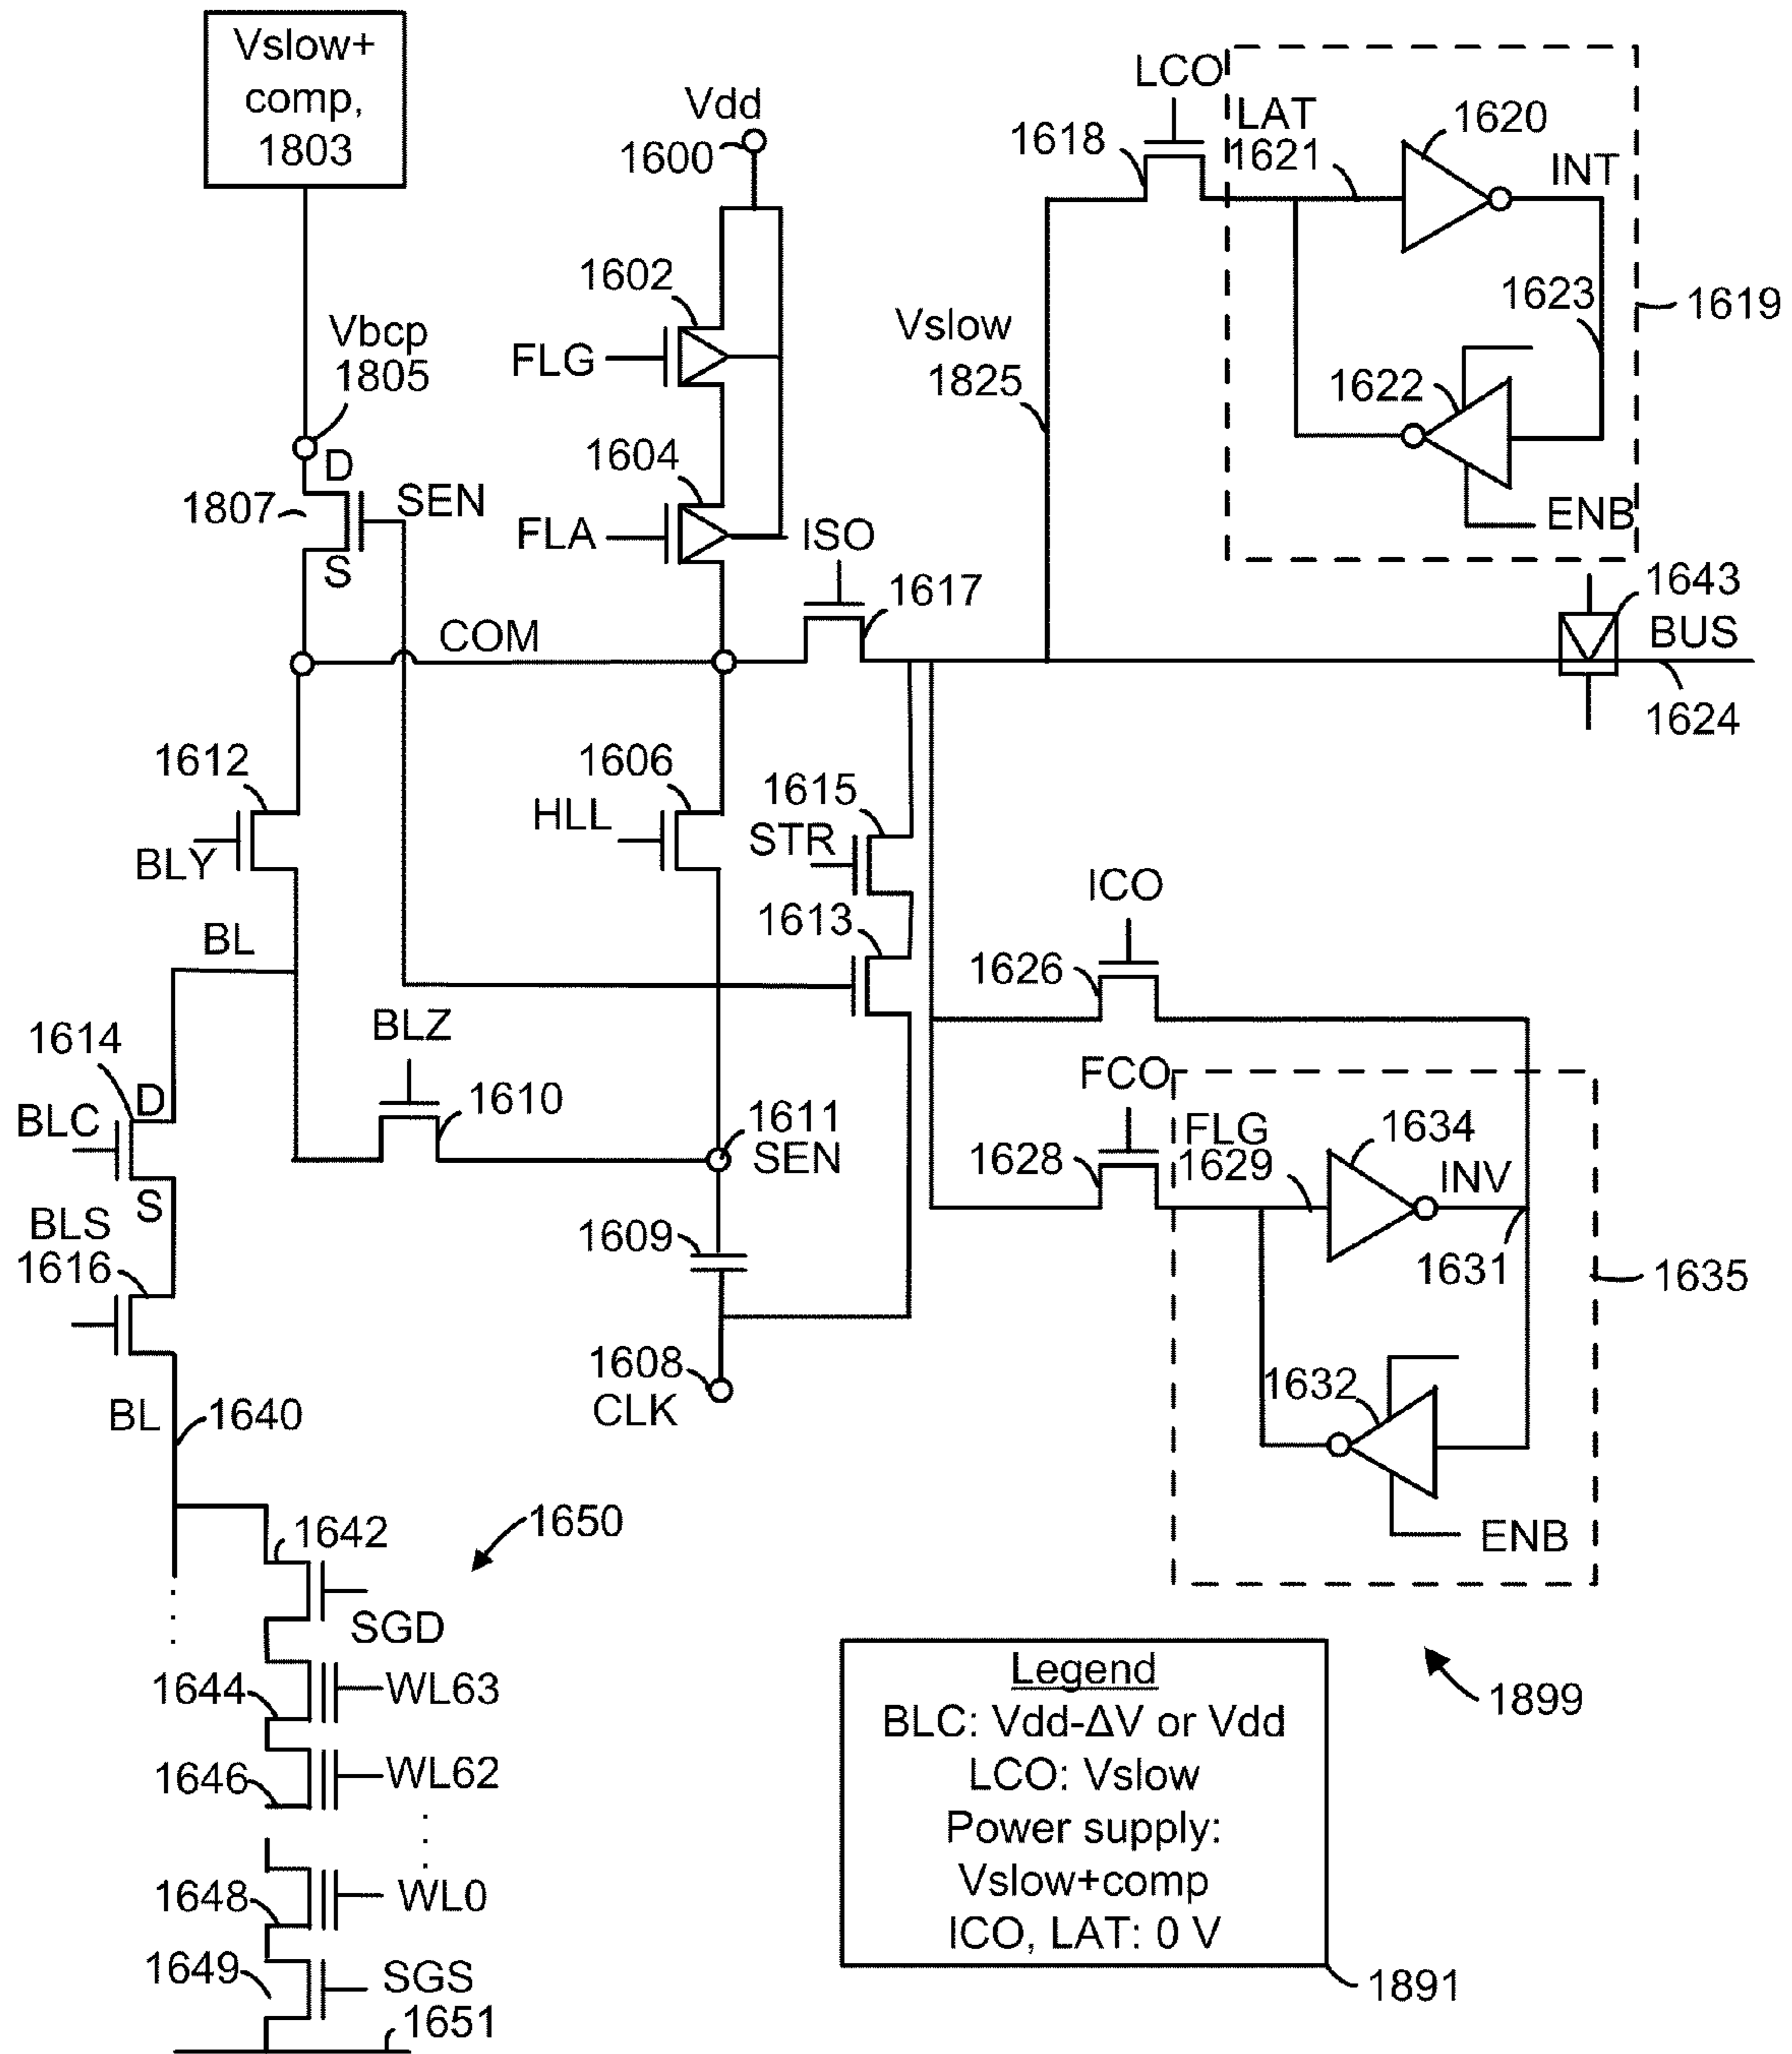 Vslow+
comp,
1803
Vdd
1600
LCO
LAT
1621
1618
1620
INT
1623
1619
1622
ENB
1602
FLG
Vbcp
1805
D
1807
SEN
S
1604
FLA
ISO
1617
Vslow
1825
COM
1643
BUS
1624
1612
BLY
1606
HLL
1615
STR
1613
BL
ICO
1626
1614
D
BLC
S
BLZ
1610
1611
SEN
FCO
FLG
1629
1628
1634
INV
1631
1635
BLS
1616
1609
1608
CLK
1632
ENB
BL
1640
1642
1650
SGD
1644
WL63
1646
WL62
1648
WL0
1649
SGS
1651
Legend
BLC: Vdd-ΔV or Vdd
LCO: Vslow
Power supply:
Vslow+comp
ICO, LAT: 0 V
1891
1899